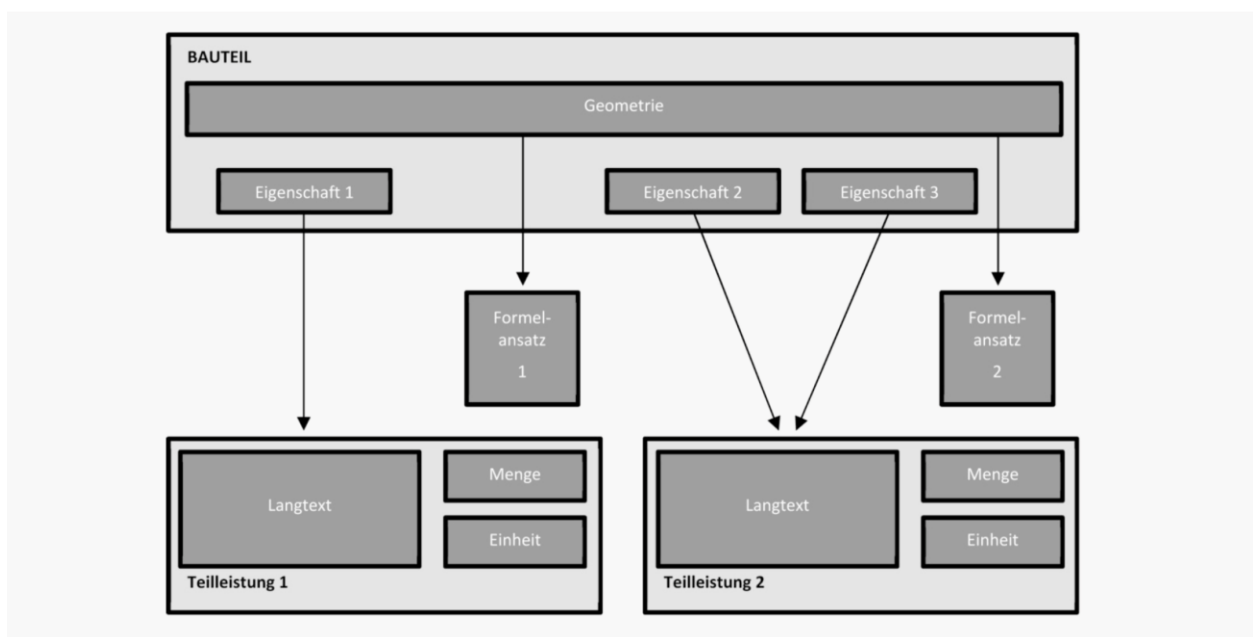 BAUTEIL
Geometrie
Eigenschaft 1
Eigenschaft 2
Eigenschaft 3
Formel-
ansatz
1
Formel-
ansatz
2
Langtext
Menge
Einheit
Teilleistung 1
Langtext
Menge
Einheit
Teilleistung 2